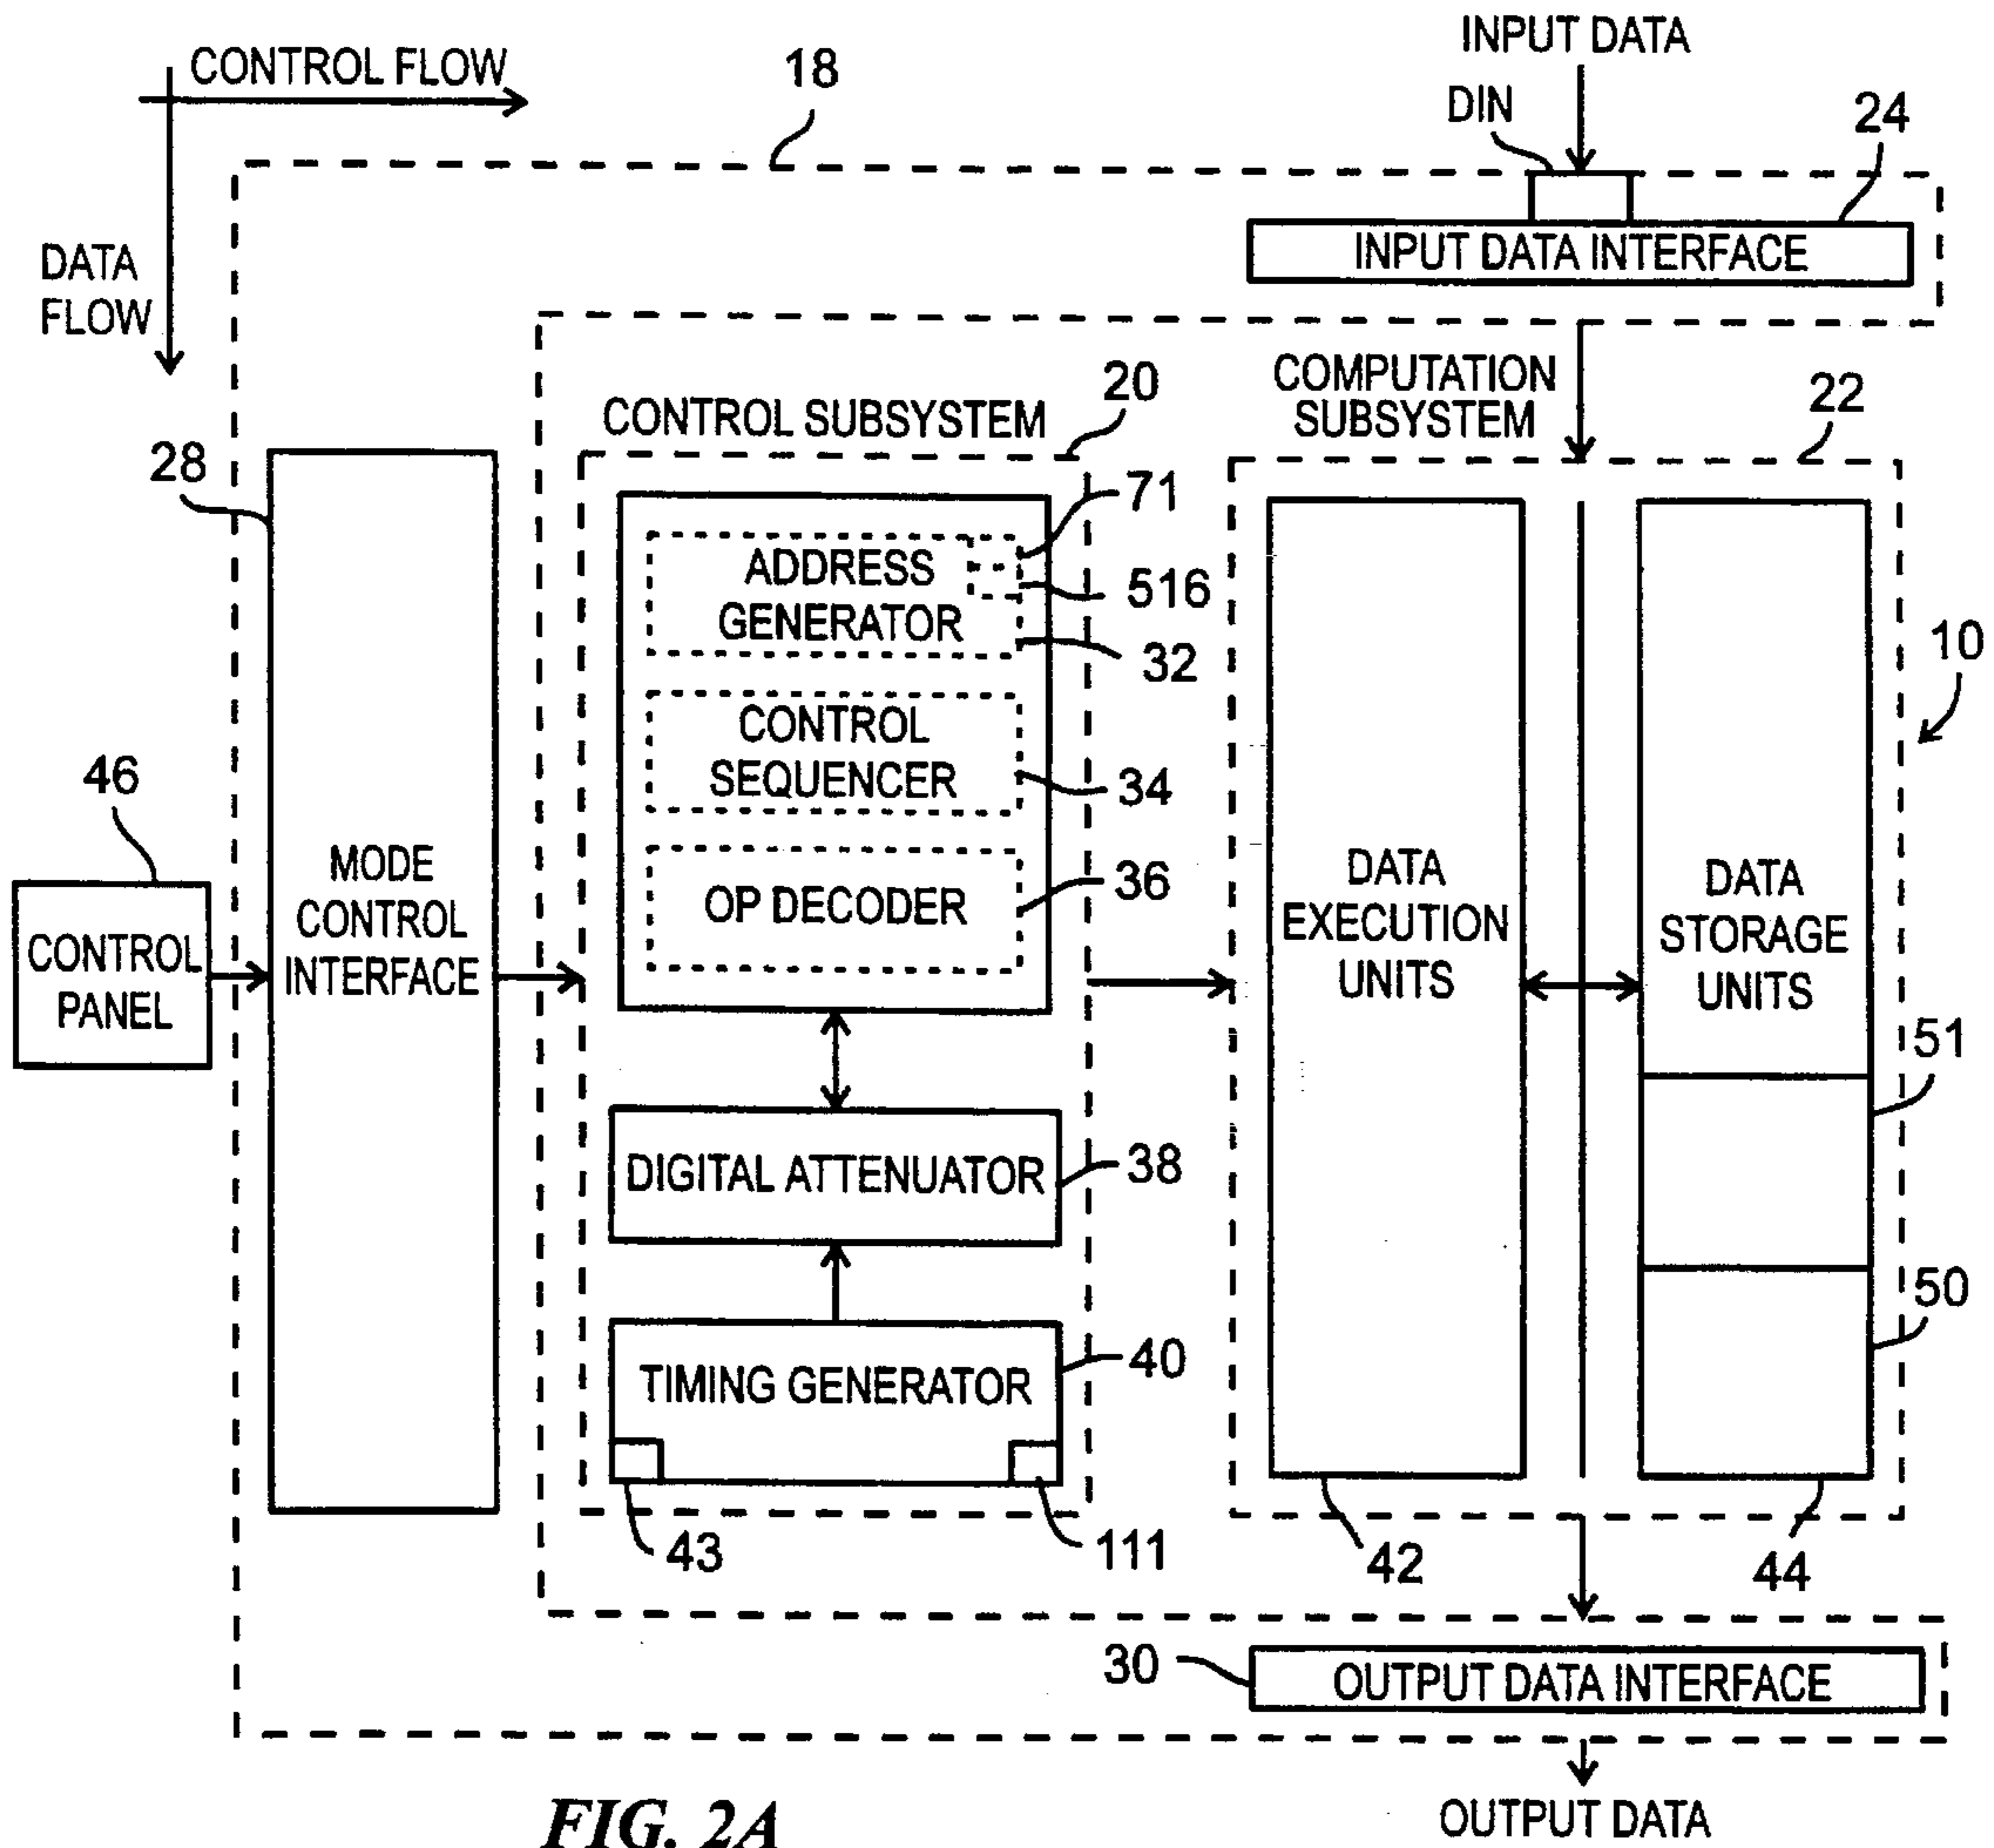 CONTROL FLOW
18
INPUT DATA
DIN
24
INPUT DATA INTERFACE
DATA
FLOW
CONTROL SUBSYSTEM
20
COMPUTATION
SUBSYSTEM
22
28
71
ADDRESS
GENERATOR
516
32
10
CONTROL
SEQUENCER
34
46
MODE
CONTROL
INTERFACE
OP DECODER
36
DATA
EXECUTION
UNITS
DATA
STORAGE
UNITS
CONTROL
PANEL
51
DIGITAL ATTENUATOR
38
50
TIMING GENERATOR
40
43
111
42
44
30
OUTPUT DATA INTERFACE
FIG. 2A
OUTPUT DATA